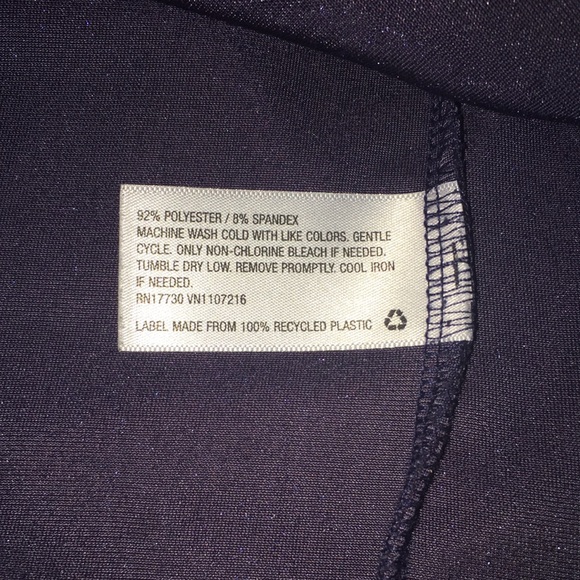 92% POLYESTER / 8% SPANDEX
MACHINE WASH COLD WITH LIKE COLORS. GENTLE
CYCLE. ONLY NON-CHLORINE BLEACH IF NEEDED.
TUMBLE DRY LOW. REMOVE PROMPTLY. COOL IRON
IF NEEDED.
RN17730 VN1107216
LABEL MADE FROM 100% RECYCLED PLASTIC